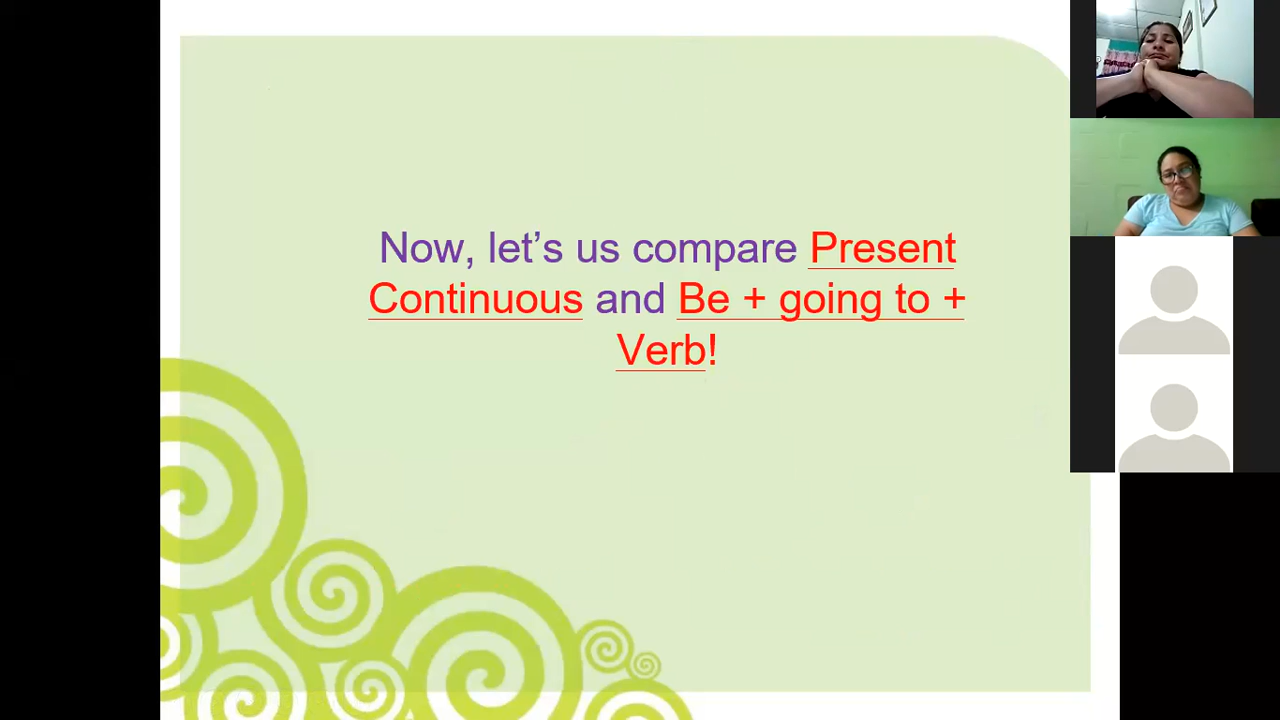 Now, let’s us compare Present
Continuous and Be + going to +
Verb!